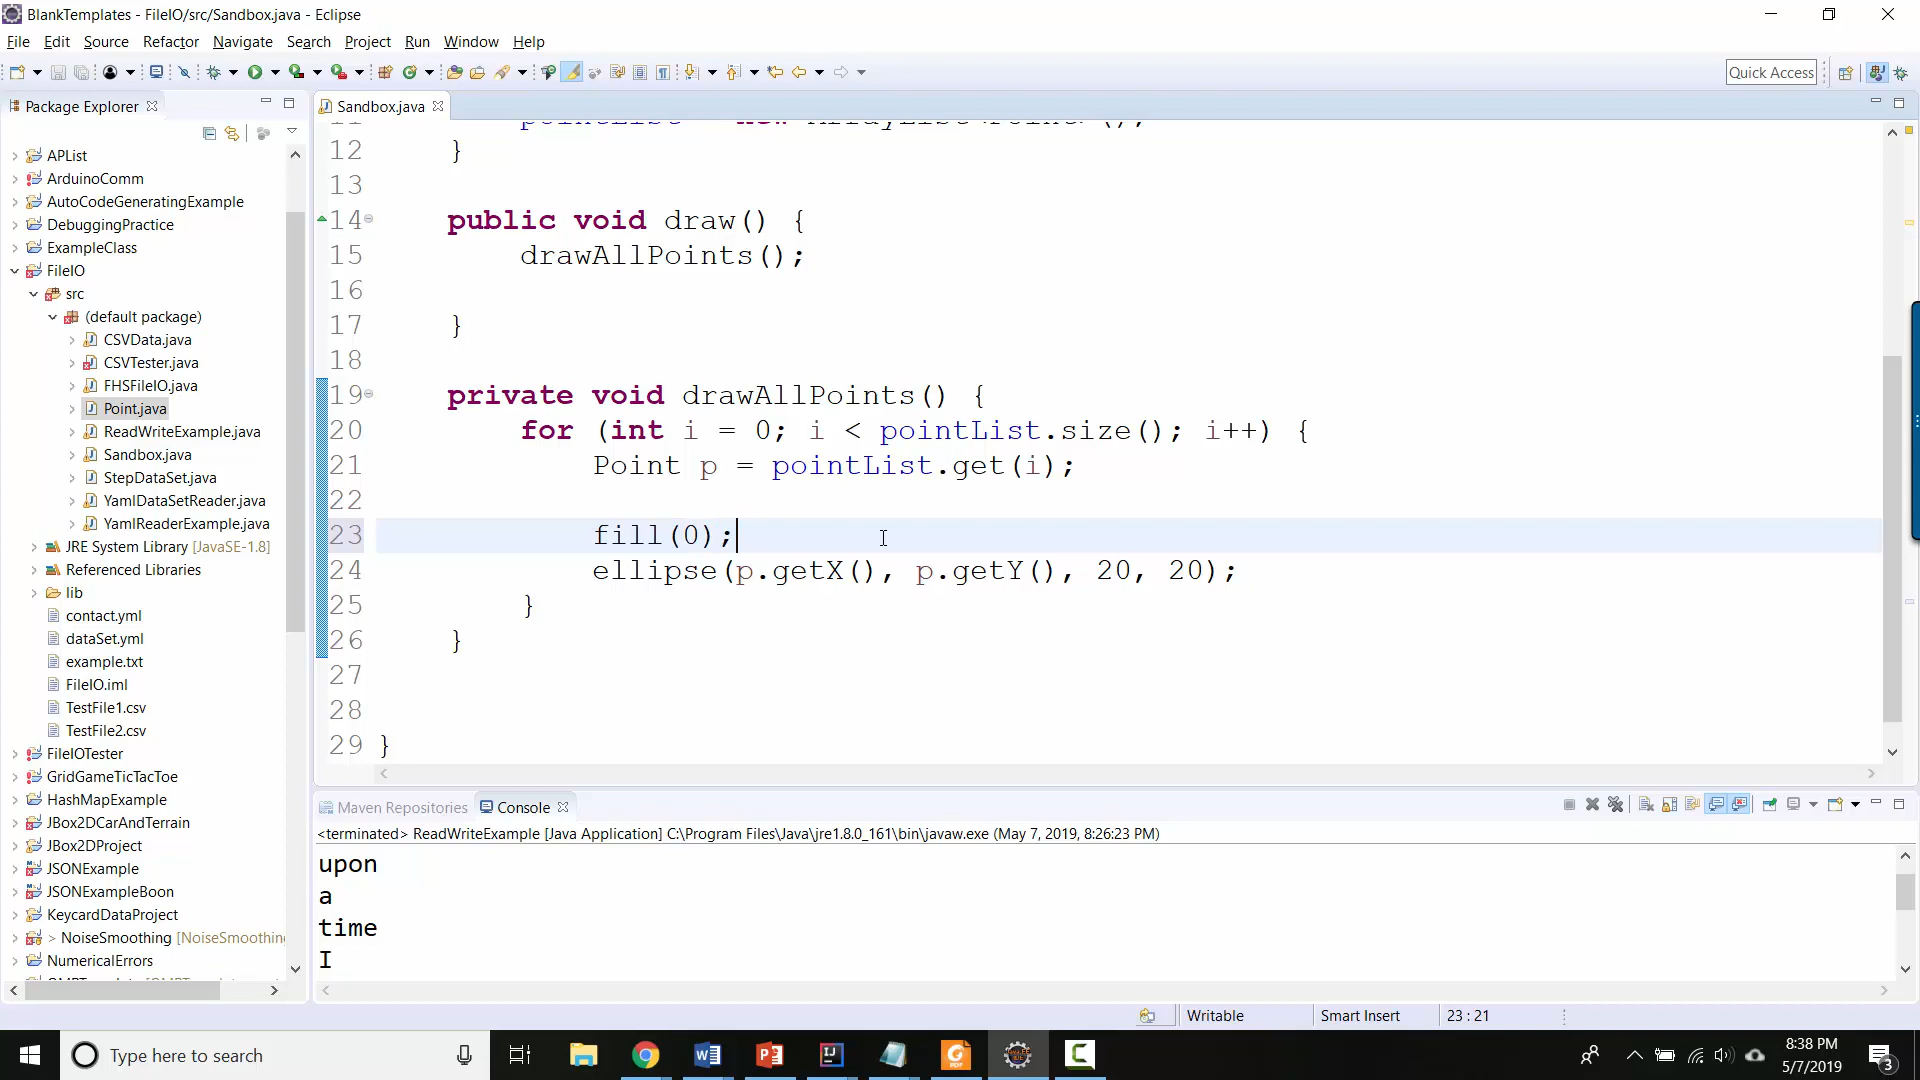 BlankTemplates - FileIO/src/Sandbox.java - Eclipse
File Edit Source Refactor Navigate Search Project Run Window Help
Quick Access
Package Explorer
Sandbox.java
APList
ArduinoComm
AutoCodeGeneratingExample
DebuggingPractice
ExampleClass
FileIO
src
(default package)
CSVData.java
CSVTester.java
FHSFileIO.java
Point.java
ReadWriteExample.java
Sandbox.java
StepDataSet.java
YamlDataSetReader.java
YamlReaderExample.java
JRE System Library [JavaSE-1.8]
Referenced Libraries
lib
contact.yml
dataSet.yml
example.txt
FileIO.iml
TestFile1.csv
TestFile2.csv
FileIOTester
GridGameTicTacToe
HashMapExample
JBox2DCarAndTerrain
JBox2DProject
JSONExample
JSONExampleBoon
KeycardDataProject
> NoiseSmoothing [NoiseSmoothin
NumericalErrors
12 }
13
14 public void draw() {
15 drawAllPoints();
16
17 }
18
19 private void drawAllPoints() {
20 for (int i = 0; i < pointList.size(); i++) {
21 Point p = pointList.get(i);
22
23 fill(0);
24 ellipse(p.getX(), p.getY(), 20, 20);
25 }
26 }
27
28
29 }
Maven Repositories Console
<terminated> ReadWriteExample [Java Application] C:\Program Files\Java\jre1.8.0_161\bin\javaw.exe (May 7, 2019, 8:26:23 PM)
upon
a
time
I
Writable Smart Insert 23 : 21
Type here to search
8:38 PM
5/7/2019
3